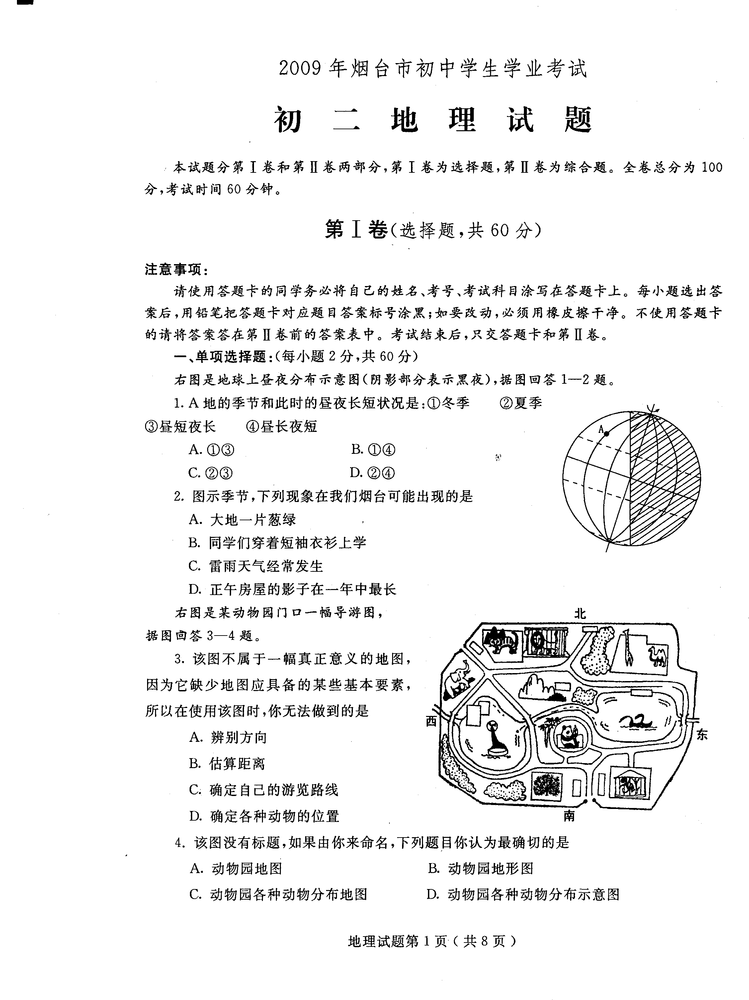 2009年烟台市初中学生学业考试
初二地理试题
本试题分第Ⅰ卷和第Ⅱ卷两部分,第Ⅰ卷为选择题,第Ⅱ卷为综合题。全卷总分为100
分,考试时间60分钟。
第Ⅰ卷(选择题,共60分)
注意事项:
请使用答题卡的同学务必将自己的姓名、考号、考试科目涂写在答题卡上。每小题选出答
案后,用铅笔把答题卡对应题目答案标号涂黑;如要改动,必须用橡皮擦干净。不使用答题卡
的请将答案答在第Ⅱ卷前的答案表中。考试结束后,只交答题卡和第Ⅱ卷。
一、单项选择题:(每小题2分,共60分)
右图是地球上昼夜分布示意图(阴影部分表示黑夜),据图回答1—2题。
1. A地的季节和此时的昼夜长短状况是:①冬季 ②夏季
③昼短夜长 ④昼长夜短
A. ①③ B. ①④
C. ②③ D. ②④
A
2. 图示季节,下列现象在我们烟台可能出现的是
A. 大地一片葱绿
B. 同学们穿着短袖衣衫上学
C. 雷雨天气经常发生
D. 正午房屋的影子在一年中最长
右图是某动物园门口一幅导游图,
据图回答3—4题。
3. 该图不属于一幅真正意义的地图,
因为它缺少地图应具备的某些基本要素,
所以在使用该图时,你无法做到的是
A. 辨别方向
B. 估算距离
C. 确定自己的游览路线
D. 确定各种动物的位置
北
西
东
南
4. 该图没有标题,如果由你来命名,下列题目你认为最确切的是
A. 动物园地图 B. 动物园地形图
C. 动物园各种动物分布地图 D. 动物园各种动物分布示意图
地理试题第1页(共8页)